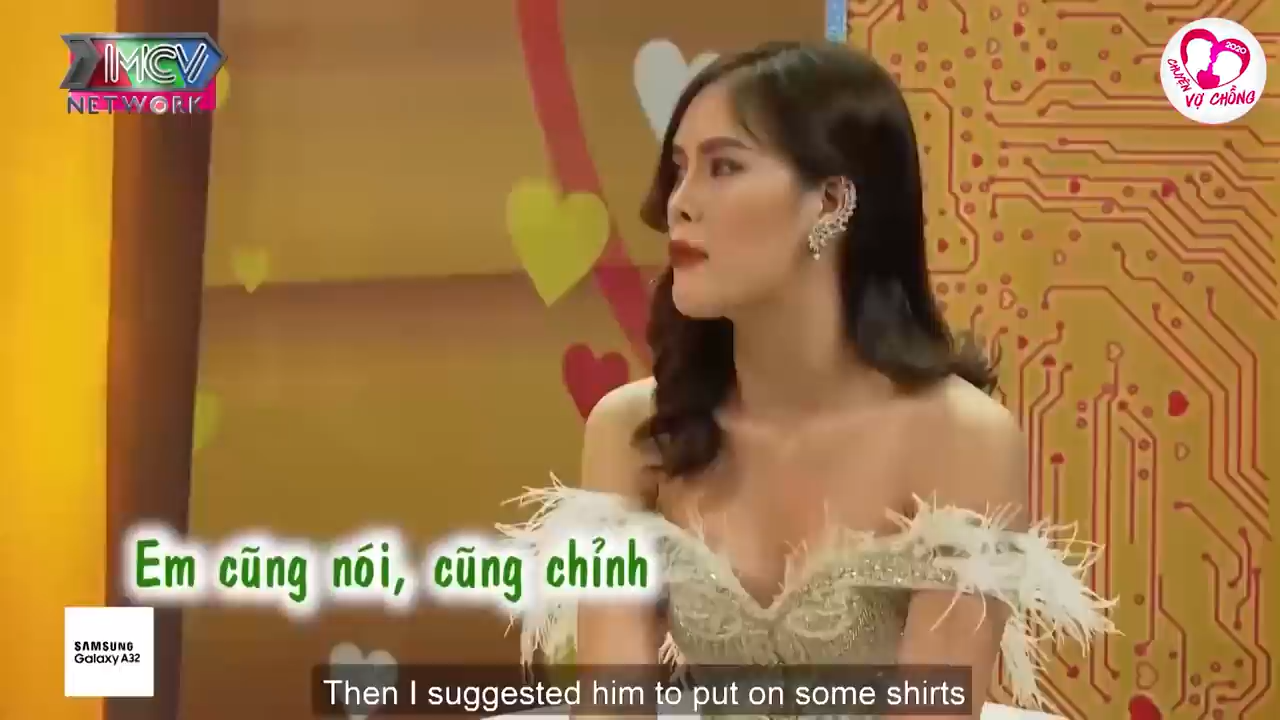 MCV
NETWORK
2020
CHUYỆN
VỢ CHỒNG
Em cũng nói, cũng chỉnh
SAMSUNG
Galaxy A32
Then I suggested him to put on some shirts